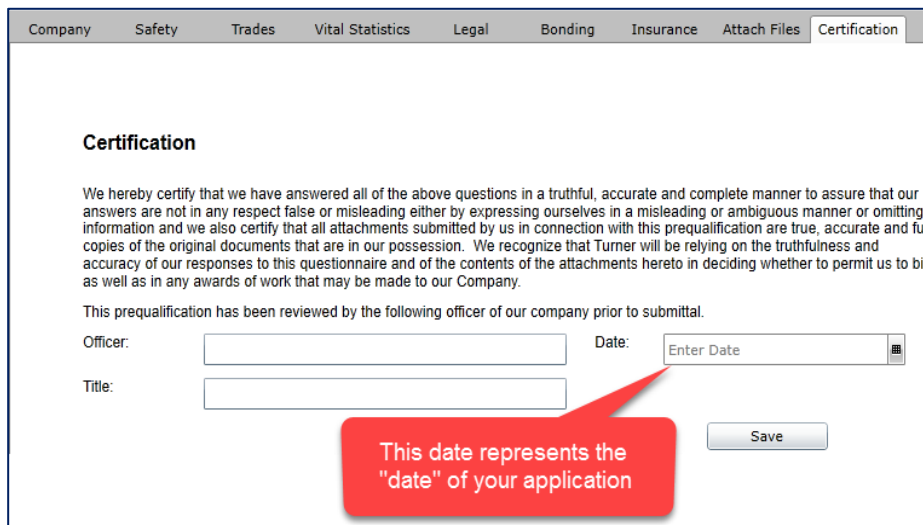 Company Safety Trades Vital Statistics Legal Bonding Insurance Attach Files Certification
Certification
We hereby certify that we have answered all of the above questions in a truthful, accurate and complete manner to assure that our
answers are not in any respect false or misleading either by expressing ourselves in a misleading or ambiguous manner or omitting
information and we also certify that all attachments submitted by us in connection with this prequalification are true, accurate and fu
copies of the original documents that are in our possession. We recognize that Turner will be relying on the truthfulness and
accuracy of our responses to this questionnaire and of the contents of the attachments hereto in deciding whether to permit us to bi
as well as in any awards of work that may be made to our Company.
This prequalification has been reviewed by the following officer of our company prior to submittal.
Officer: Date: Enter Date
Title:
Save
This date represents the
"date" of your application